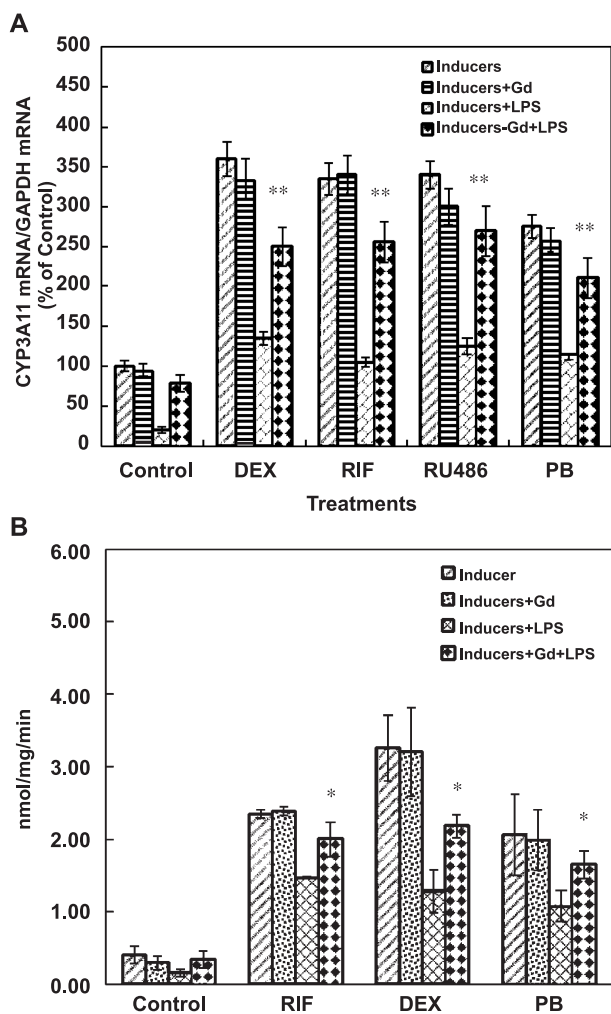 A
500
450
400
350
300
250
200
150
100
50
0
CYP3A11 mRNA/GAPDH mRNA
(% of Control)
Inducers
Inducers+Gd
Inducers+LPS
Inducers-Gd+LPS
**
**
**
**
Control DEX RIF RU486 PB
Treatments
B
6.00
5.00
4.00
3.00
2.00
1.00
0.00
nmol/mg/min
Inducer
Inducers+Gd
Inducers+LPS
Inducers+Gd+LPS
*
*
*
Control RIF DEX PB